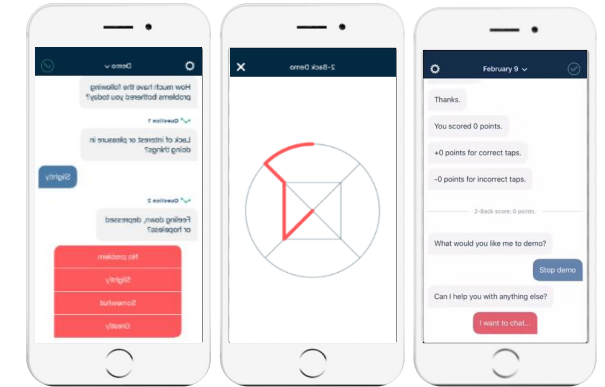 Demo
How much have the following
problems bothered you today?
Question 1
Lack of interest or pleasure in
doing things?
Slightly
Question 2
Feeling down, depressed
or hopeless?
No problem
Slightly
Somewhat
Greatly
2-Back Demo
February 9
Thanks.
You scored 0 points.
+0 points for correct taps.
-0 points for incorrect taps.
2-Back score: 0 points.
What would you like me to demo?
Stop demo
Can I help you with anything else?
I want to chat...